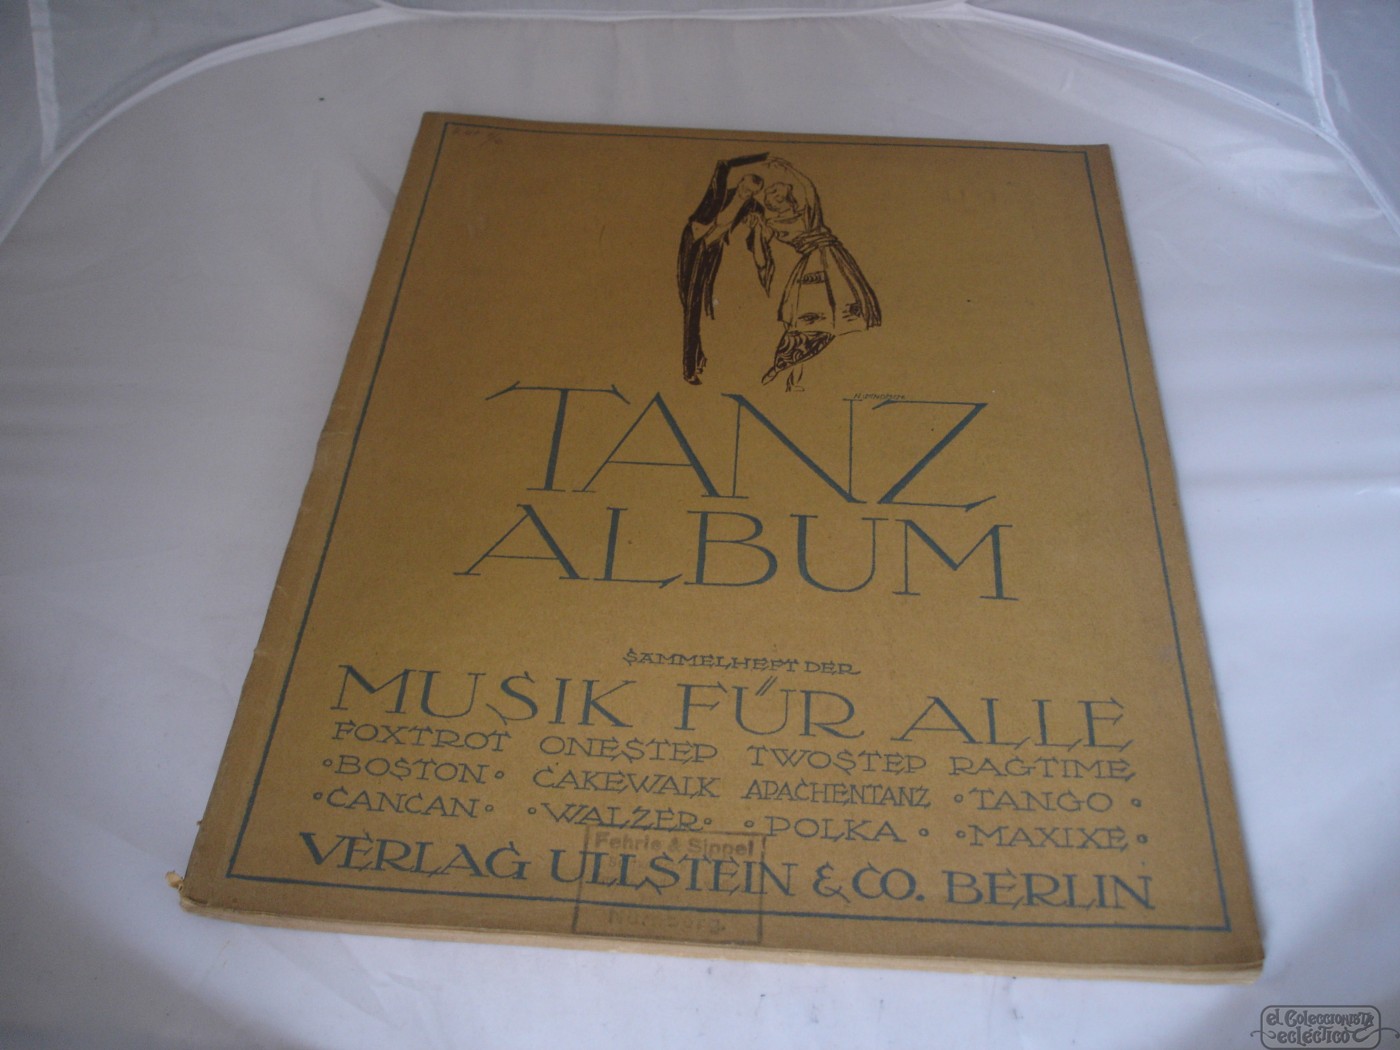 TANZ
ALBUM
SAMMELHEFT DER
MUSIK FÜR ALLE
FOXTROT ONESTEP TWOSTEP RAGTIME
•BOSTON• CAKEWALK APACHENTANZ •TANGO•
•CANCAN• •WALZER• •POLKA• •MAXIXE•
VERLAG ULLSTEIN & CO. BERLIN
Fehrle & Sippel
Nürnberg.
el Coleccionista
ecléctico